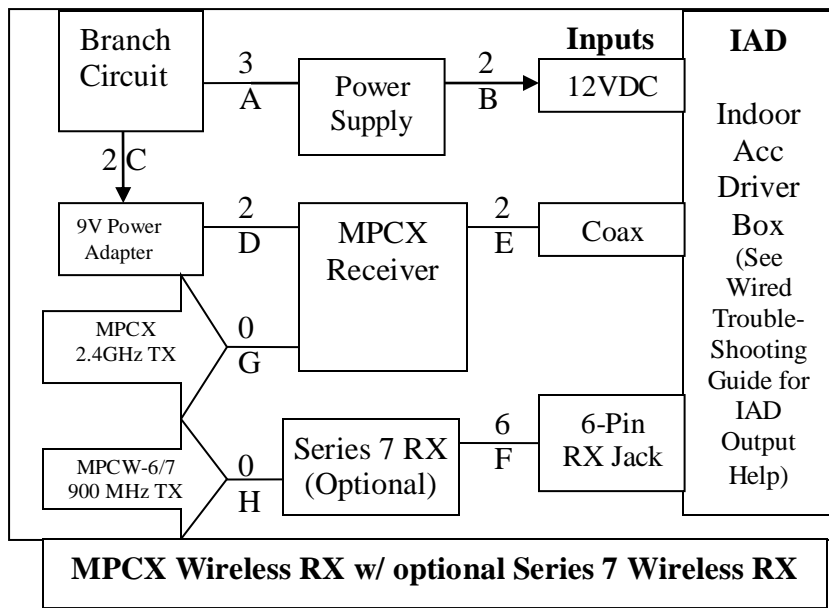 Branch
Circuit
3
A
Power
Supply
2
B
Inputs
12VDC
IAD
Indoor
Acc
Driver
Box
(See
Wired
Trouble-
Shooting
Guide for
IAD
Output
Help)
2 C
9V Power
Adapter
2
D
MPCX
Receiver
2
E
Coax
MPCX
2.4GHz TX
0
G
MPCW-6/7
900 MHz TX
0
H
Series 7 RX
(Optional)
6
F
6-Pin
RX Jack
MPCX Wireless RX w/ optional Series 7 Wireless RX